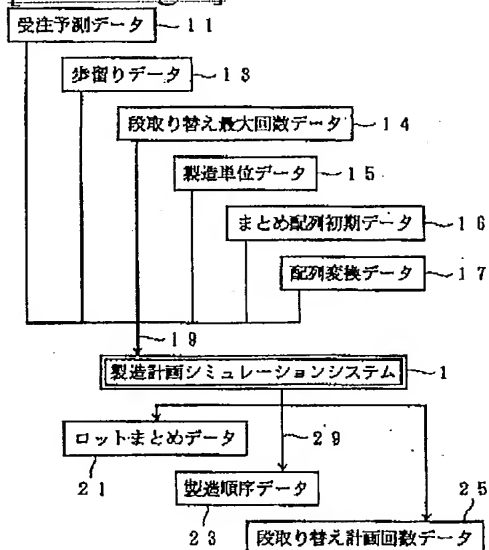 受注予測データ 11
歩留りデータ 13
段取り替え最大回数データ 14
製造単位データ 15
まとめ配列初期データ 16
配列変換データ 17
19
製造計画シミュレーションシステム 1
ロットまとめデータ
29
21
製造順序データ
25
23
段取り替え計画回数データ